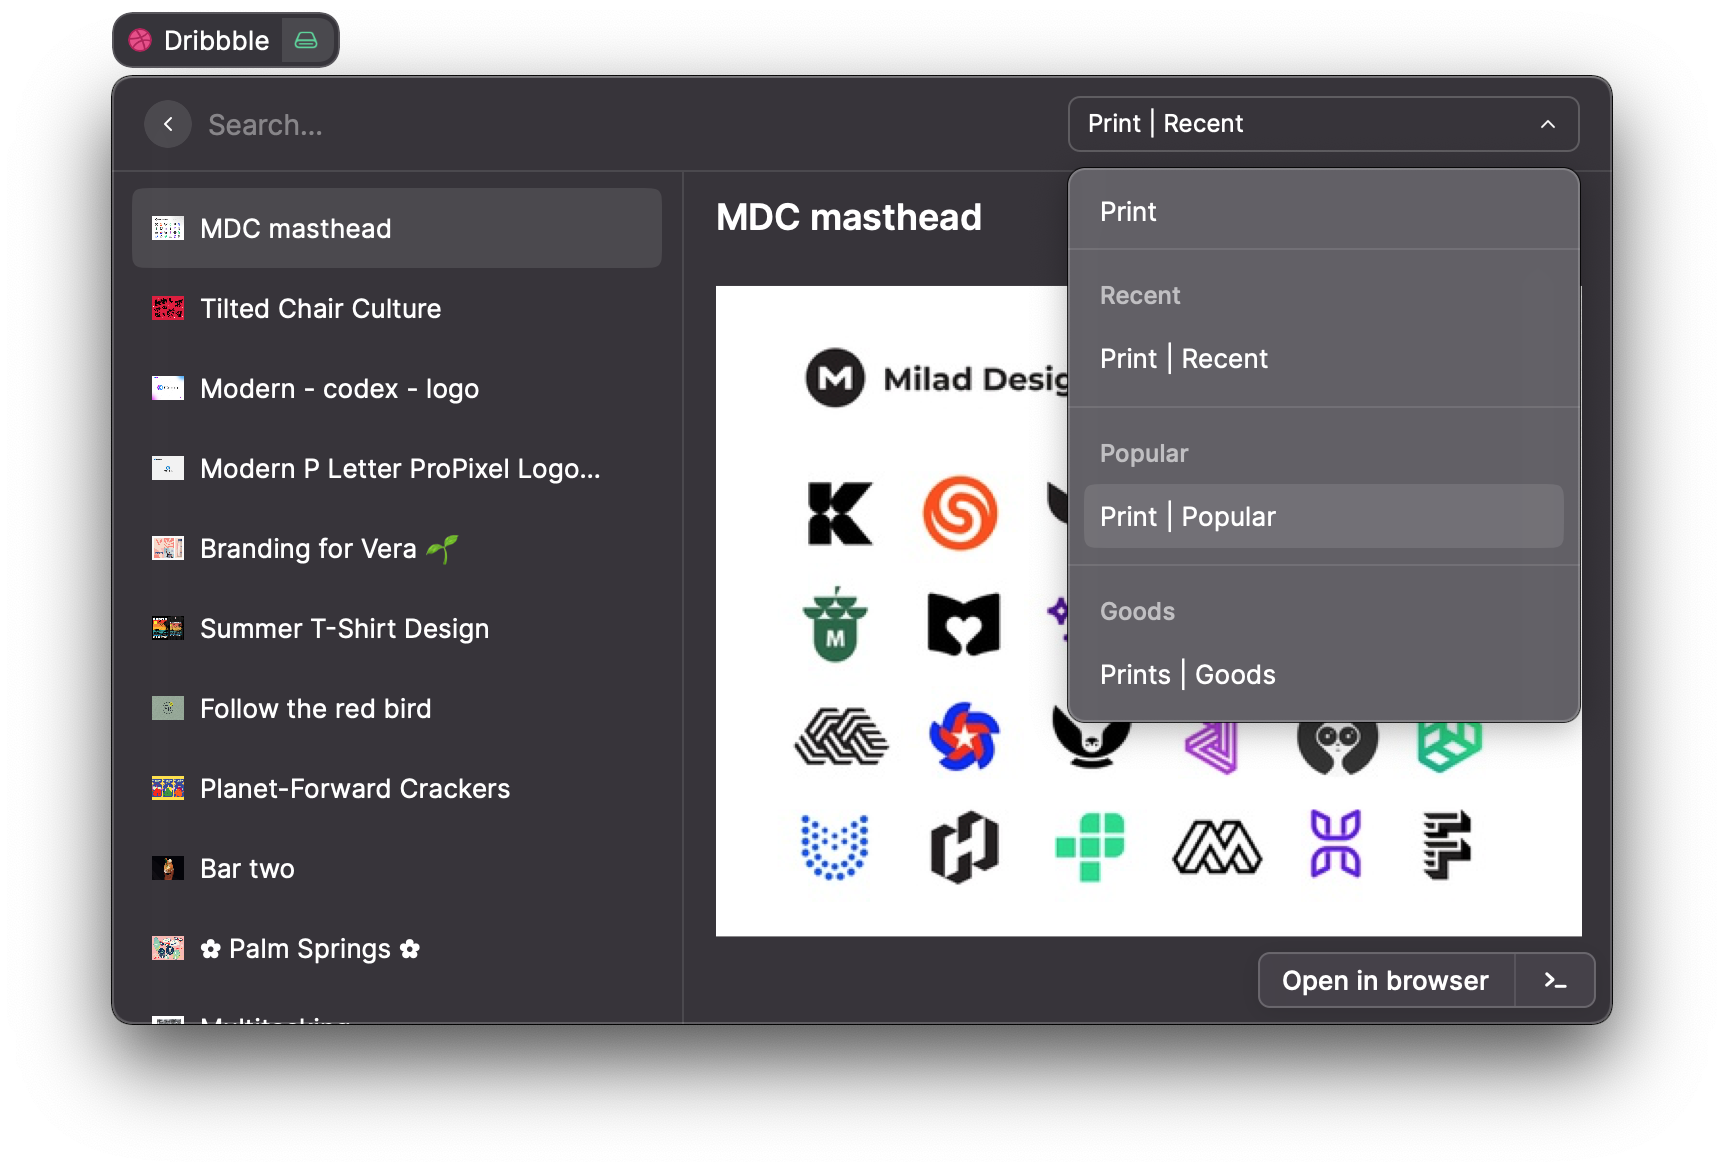 Dribbble
Search...
Print | Recent
MDC masthead
Tilted Chair Culture
Modern - codex - logo
Modern P Letter ProPixel Logo...
Branding for Vera 🌱
Summer T-Shirt Design
Follow the red bird
Planet-Forward Crackers
Bar two
✿ Palm Springs ✿
Multitasking
MDC masthead
M Milad Desig
M
Print
Recent
Print | Recent
Popular
Print | Popular
Goods
Prints | Goods
Open in browser